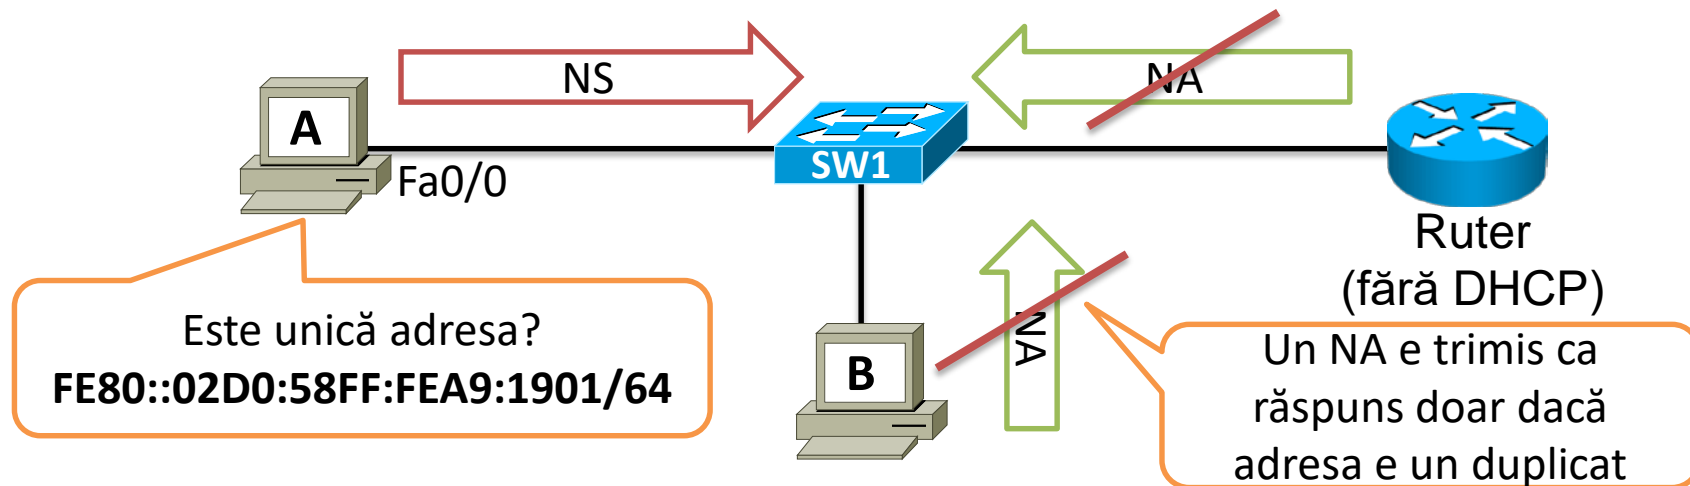 NS
NA
A
SW1
Fa0/0
Ruter
(fără DHCP)
Este unică adresa?
FE80::02D0:58FF:FEA9:1901/64
NA
B
Un NA e trimis ca
răspuns doar dacă
adresa e un duplicat